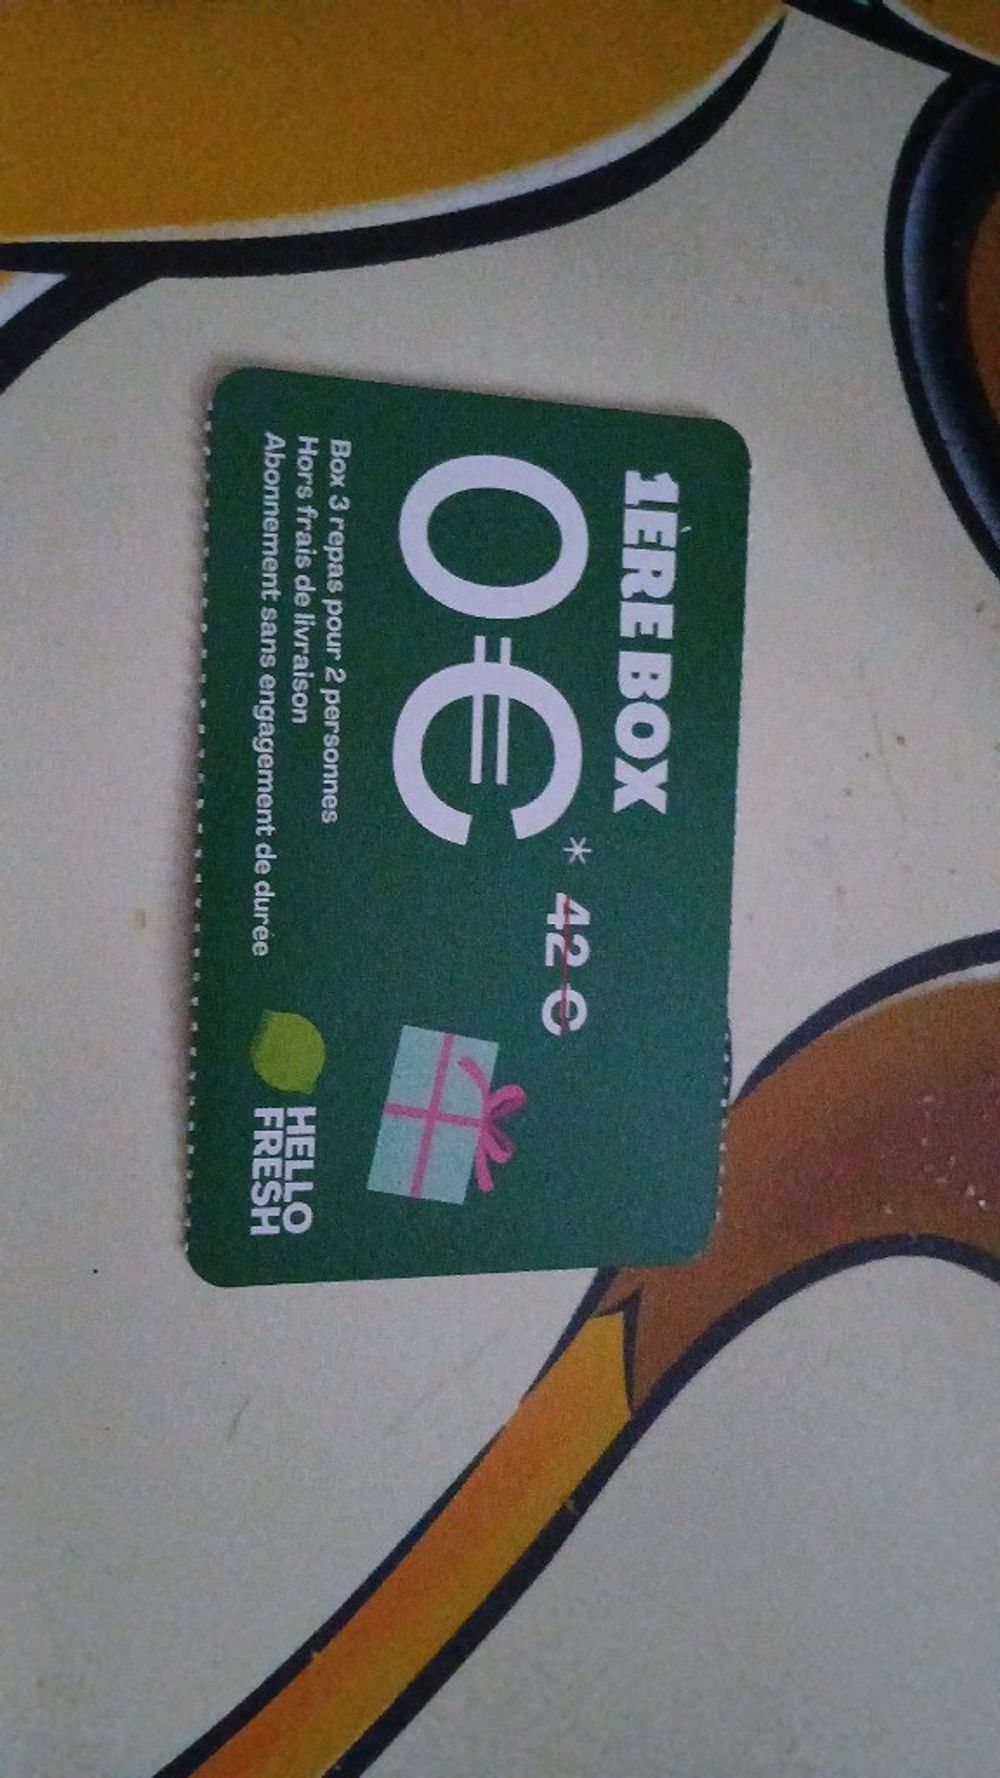 1ÈRE BOX
0€* 42 €
Box 3 repas pour 2 personnes
Hors frais de livraison
Abonnement sans engagement de durée
HELLO
FRESH